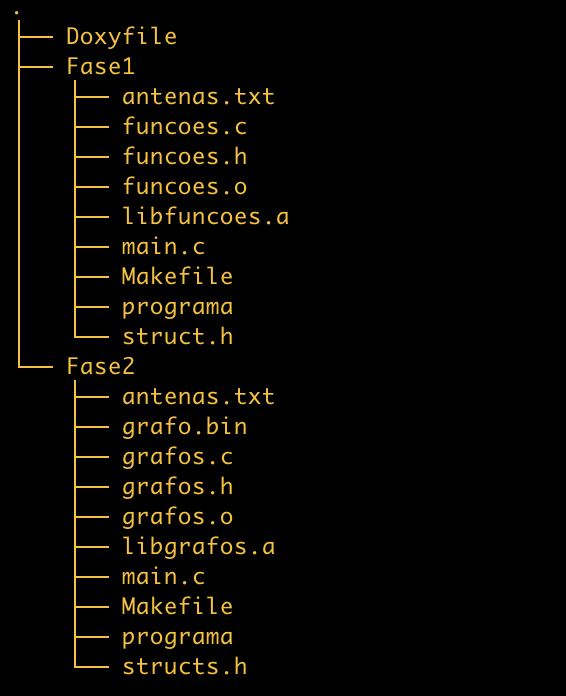 .
├── Doxyfile
├── Fase1
│   ├── antenas.txt
│   ├── funcoes.c
│   ├── funcoes.h
│   ├── funcoes.o
│   ├── libfuncoes.a
│   ├── main.c
│   ├── Makefile
│   ├── programa
│   └── struct.h
└── Fase2
    ├── antenas.txt
    ├── grafo.bin
    ├── grafos.c
    ├── grafos.h
    ├── grafos.o
    ├── libgrafos.a
    ├── main.c
    ├── Makefile
    ├── programa
    └── structs.h